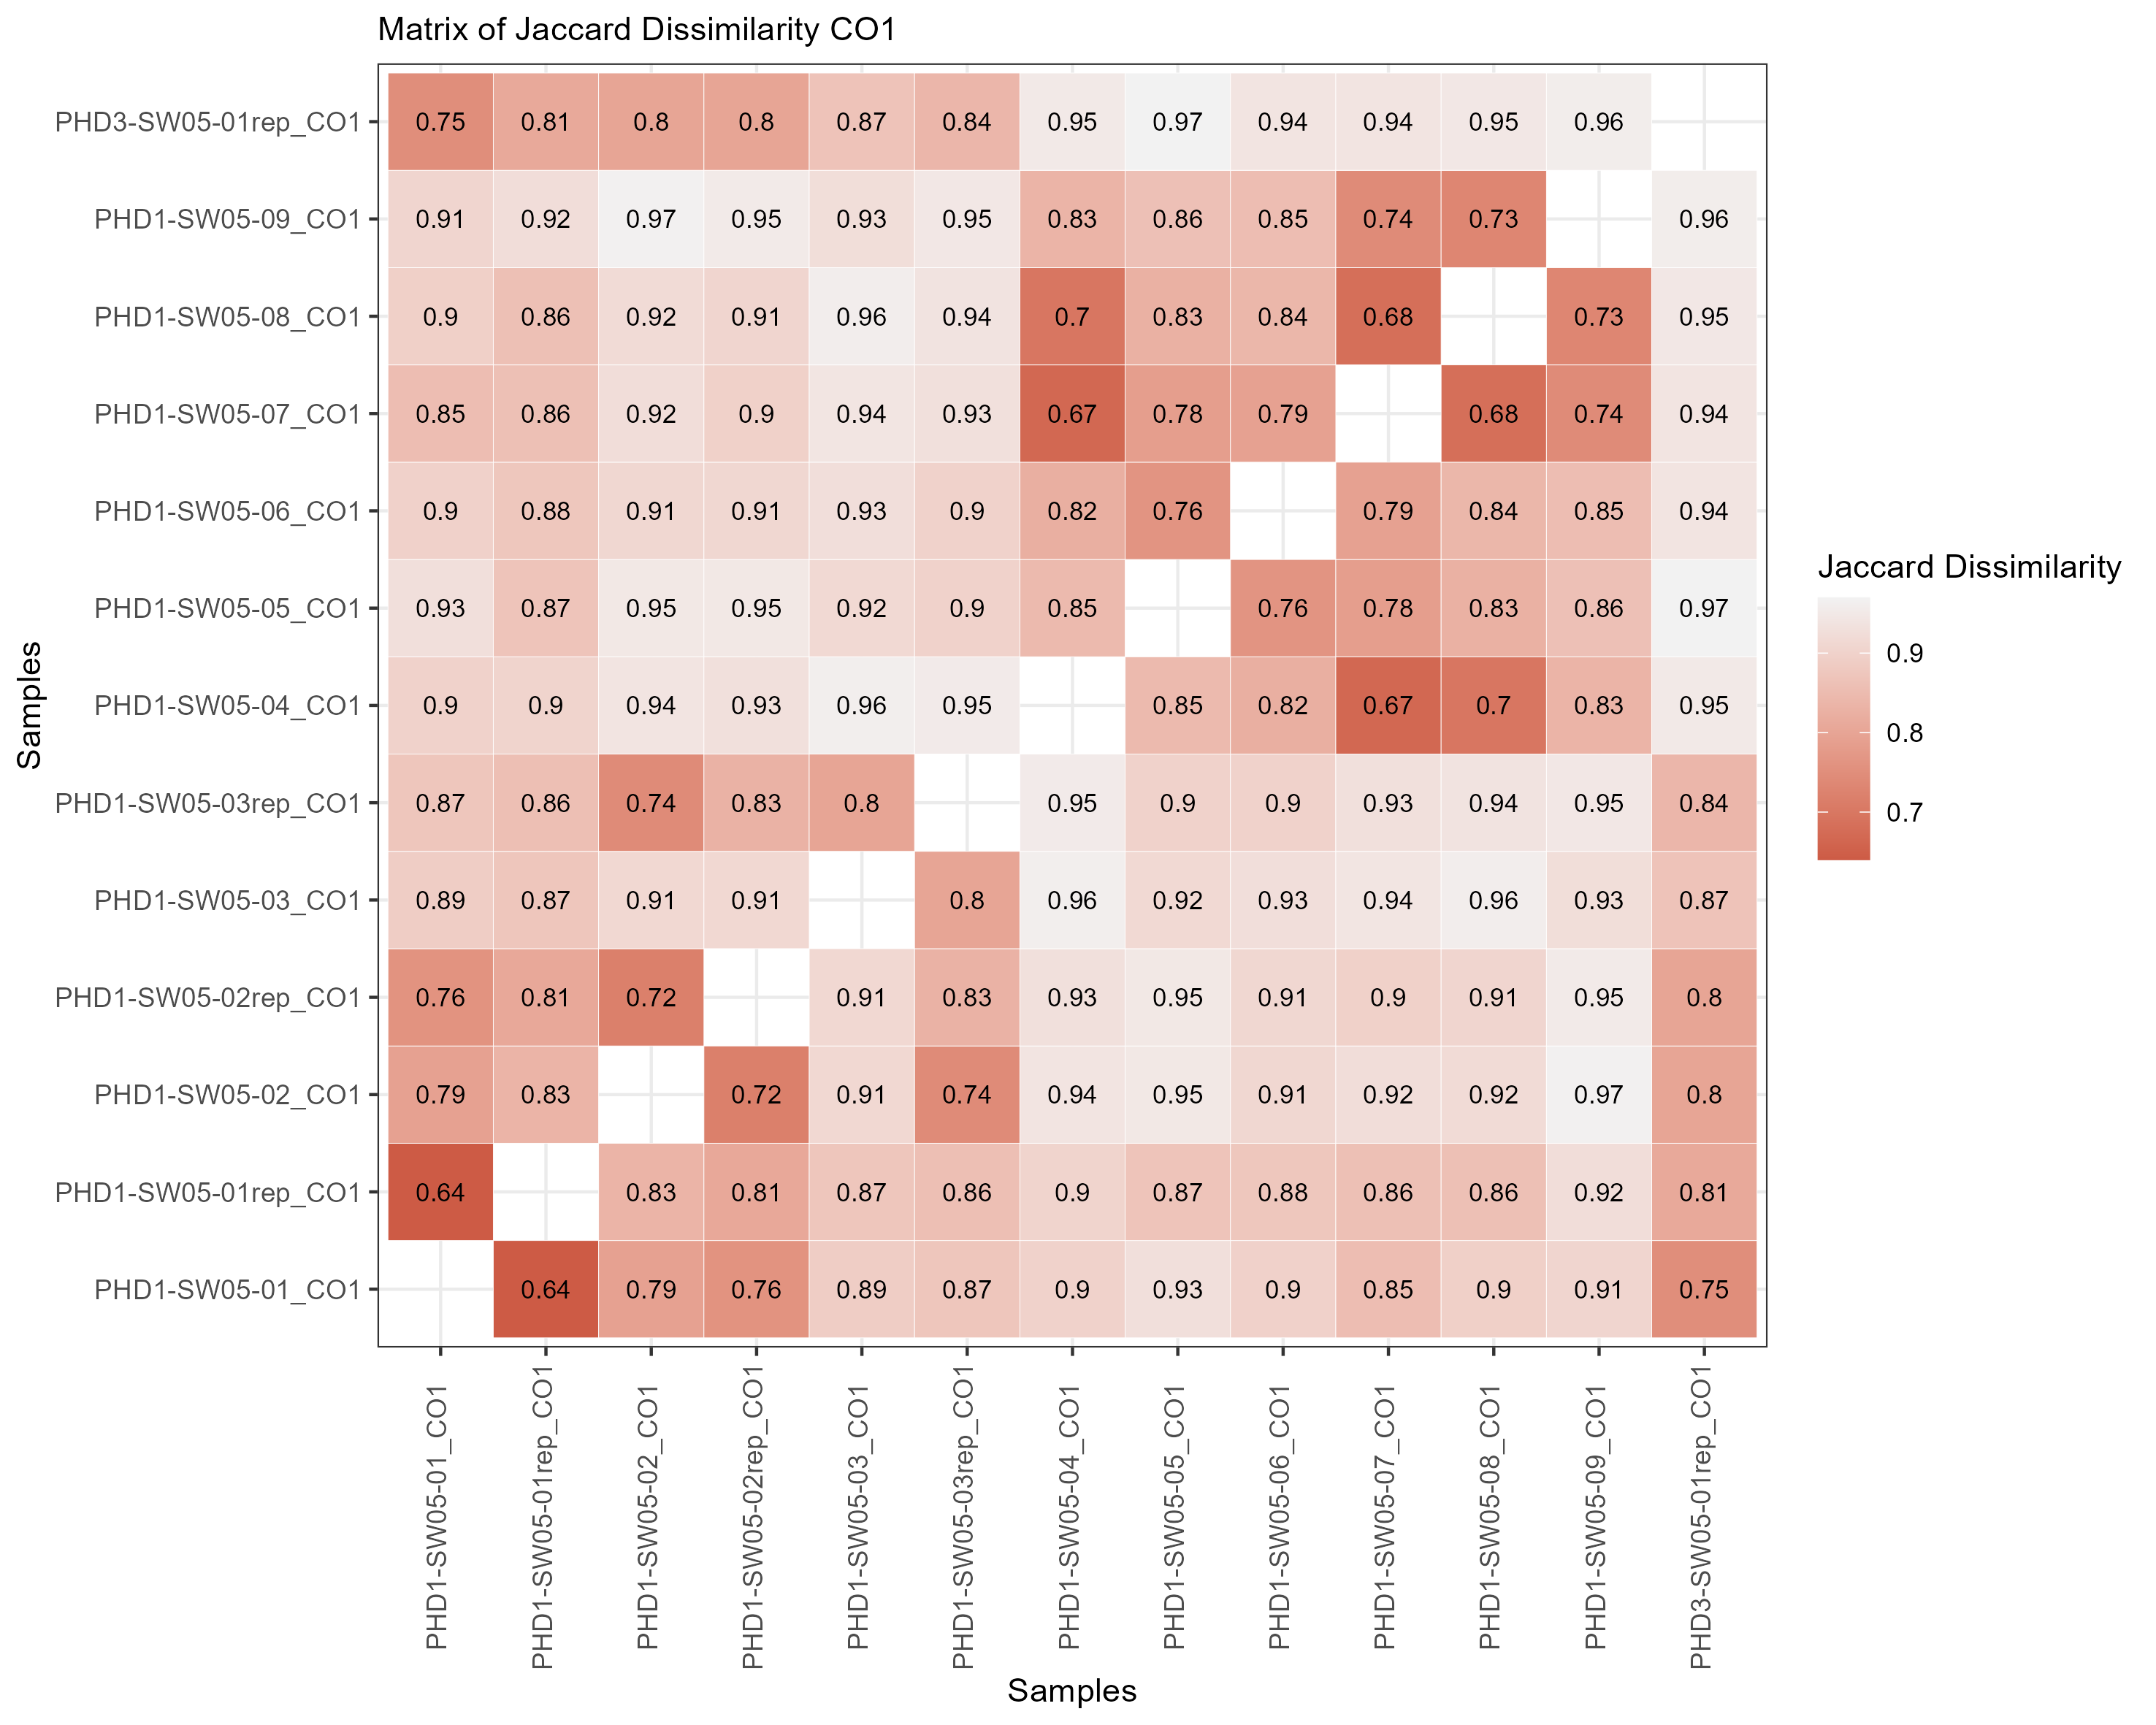 Matrix of Jaccard Dissimilarity CO1
PHD3-SW05-01rep_CO1 0.75 0.81 0.8 0.8 0.87 0.84 0.95 0.97 0.94 0.94 0.95 0.96
PHD1-SW05-09_CO1 0.91 0.92 0.97 0.95 0.93 0.95 0.83 0.86 0.85 0.74 0.73 0.96
PHD1-SW05-08_CO1 0.9 0.86 0.92 0.91 0.96 0.94 0.7 0.83 0.84 0.68 0.73 0.95
PHD1-SW05-07_CO1 0.85 0.86 0.92 0.9 0.94 0.93 0.67 0.78 0.79 0.68 0.74 0.94
PHD1-SW05-06_CO1 0.9 0.88 0.91 0.91 0.93 0.9 0.82 0.76 0.79 0.84 0.85 0.94
PHD1-SW05-05_CO1 0.93 0.87 0.95 0.95 0.92 0.9 0.85 0.76 0.78 0.83 0.86 0.97
PHD1-SW05-04_CO1 0.9 0.9 0.94 0.93 0.96 0.95 0.85 0.82 0.67 0.7 0.83 0.95
PHD1-SW05-03rep_CO1 0.87 0.86 0.74 0.83 0.8 0.95 0.9 0.9 0.93 0.94 0.95 0.84
PHD1-SW05-03_CO1 0.89 0.87 0.91 0.91 0.8 0.96 0.92 0.93 0.94 0.96 0.93 0.87
PHD1-SW05-02rep_CO1 0.76 0.81 0.72 0.91 0.83 0.93 0.95 0.91 0.9 0.91 0.95 0.8
PHD1-SW05-02_CO1 0.79 0.83 0.72 0.91 0.74 0.94 0.95 0.91 0.92 0.92 0.97 0.8
PHD1-SW05-01rep_CO1 0.64 0.83 0.81 0.87 0.86 0.9 0.87 0.88 0.86 0.86 0.92 0.81
PHD1-SW05-01_CO1 0.64 0.79 0.76 0.89 0.87 0.9 0.93 0.9 0.85 0.9 0.91 0.75
Samples
PHD1-SW05-01_CO1
PHD1-SW05-01rep_CO1
PHD1-SW05-02_CO1
PHD1-SW05-02rep_CO1
PHD1-SW05-03_CO1
PHD1-SW05-03rep_CO1
PHD1-SW05-04_CO1
PHD1-SW05-05_CO1
PHD1-SW05-06_CO1
PHD1-SW05-07_CO1
PHD1-SW05-08_CO1
PHD1-SW05-09_CO1
PHD3-SW05-01rep_CO1
Samples
Jaccard Dissimilarity
0.9
0.8
0.7